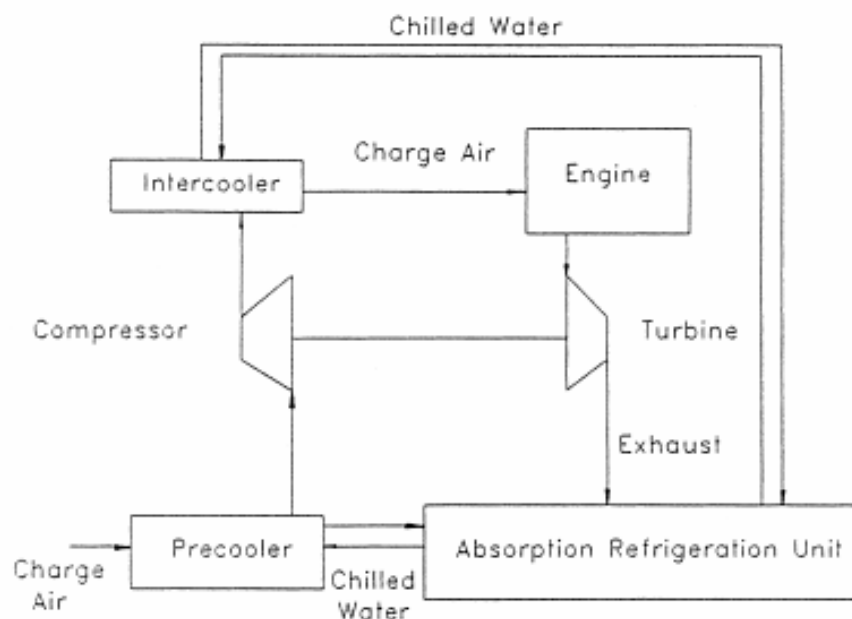 Chilled Water
Charge Air
Intercooler
Engine
Compressor
Turbine
Exhaust
Precooler
Absorption Refrigeration Unit
Charge
Air
Chilled
Water